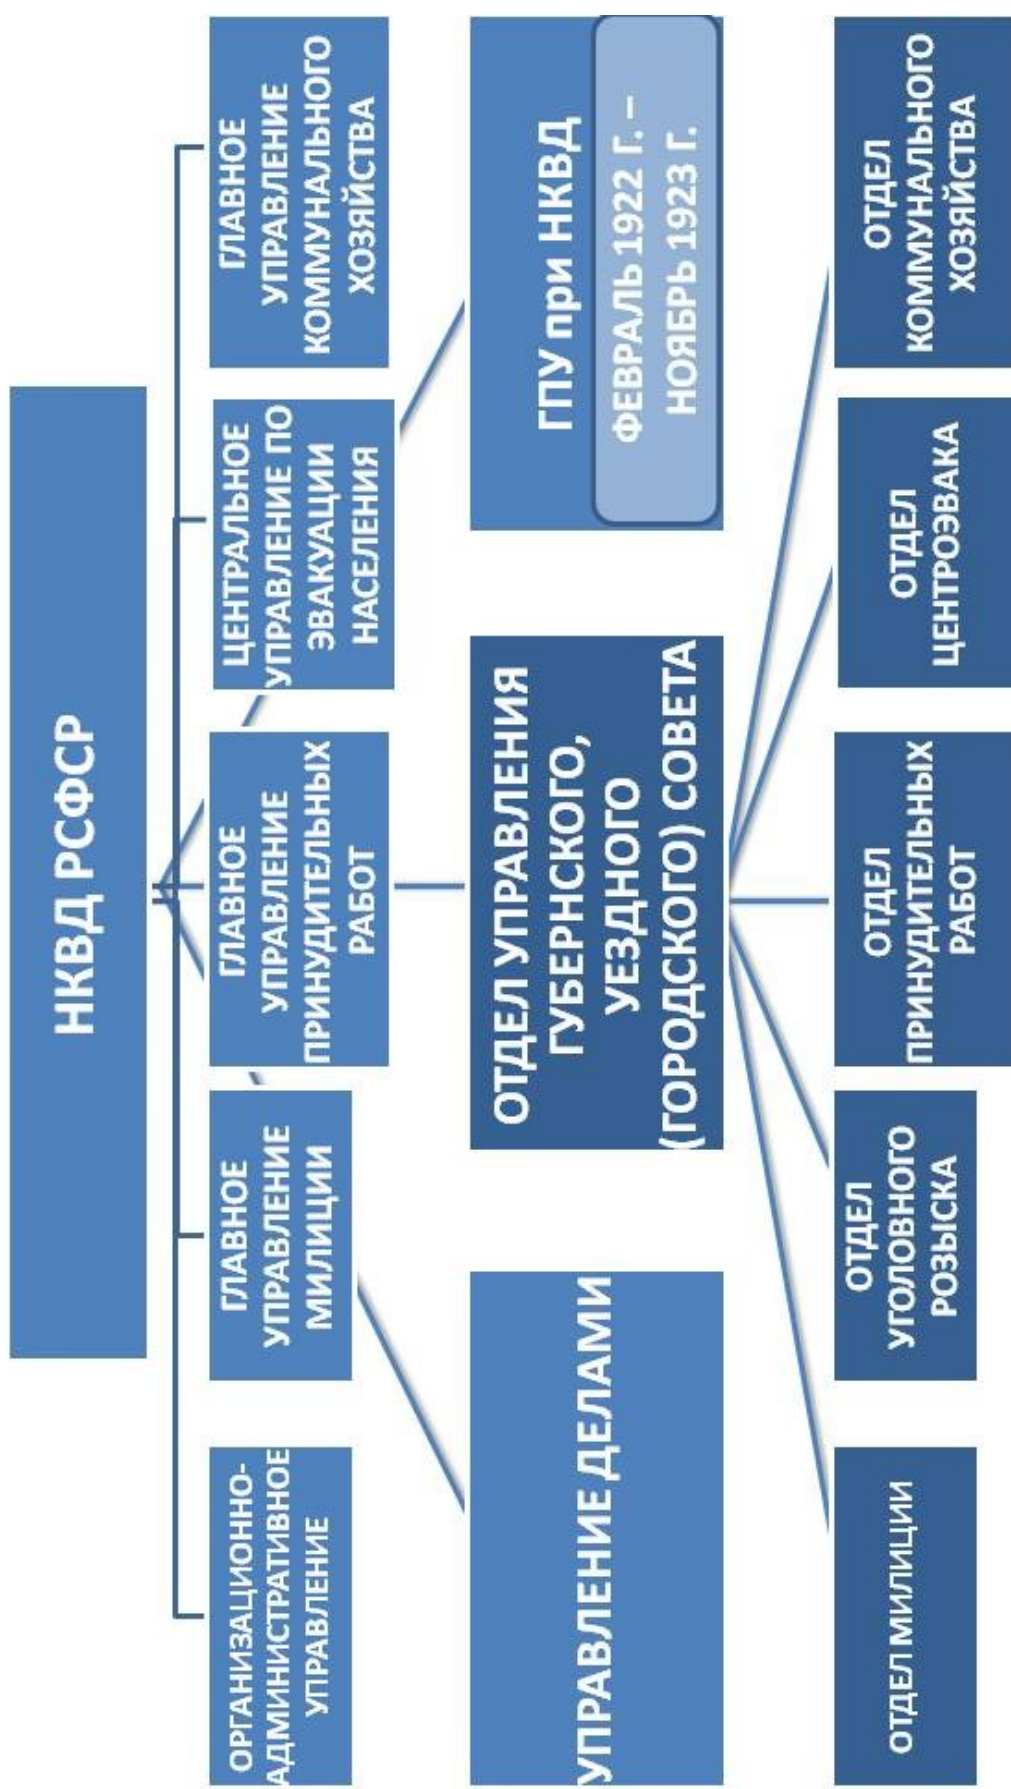 НКВД РСФСР
ОРГАНИЗАЦИОННО-
АДМИНИСТРАТИВНОЕ
УПРАВЛЕНИЕ
ГЛАВНОЕ
УПРАВЛЕНИЕ
МИЛИЦИИ
ГЛАВНОЕ
УПРАВЛЕНИЕ
ПРИНУДИТЕЛЬНЫХ
РАБОТ
ЦЕНТРАЛЬНОЕ
УПРАВЛЕНИЕ ПО
ЭВАКУАЦИИ
НАСЕЛЕНИЯ
ГЛАВНОЕ
УПРАВЛЕНИЕ
КОММУНАЛЬНОГО
ХОЗЯЙСТВА
УПРАВЛЕНИЕ ДЕЛАМИ
ОТДЕЛ УПРАВЛЕНИЯ
ГУБЕРНСКОГО,
УЕЗДНОГО
(ГОРОДСКОГО) СОВЕТА
ГПУ при НКВД
ФЕВРАЛЬ 1922 Г. –
НОЯБРЬ 1923 Г.
ОТДЕЛ МИЛИЦИИ
ОТДЕЛ
УГОЛОВНОГО
РОЗЫСКА
ОТДЕЛ
ПРИНУДИТЕЛЬНЫХ
РАБОТ
ОТДЕЛ
ЦЕНТРОЭВАКА
ОТДЕЛ
КОММУНАЛЬНОГО
ХОЗЯЙСТВА